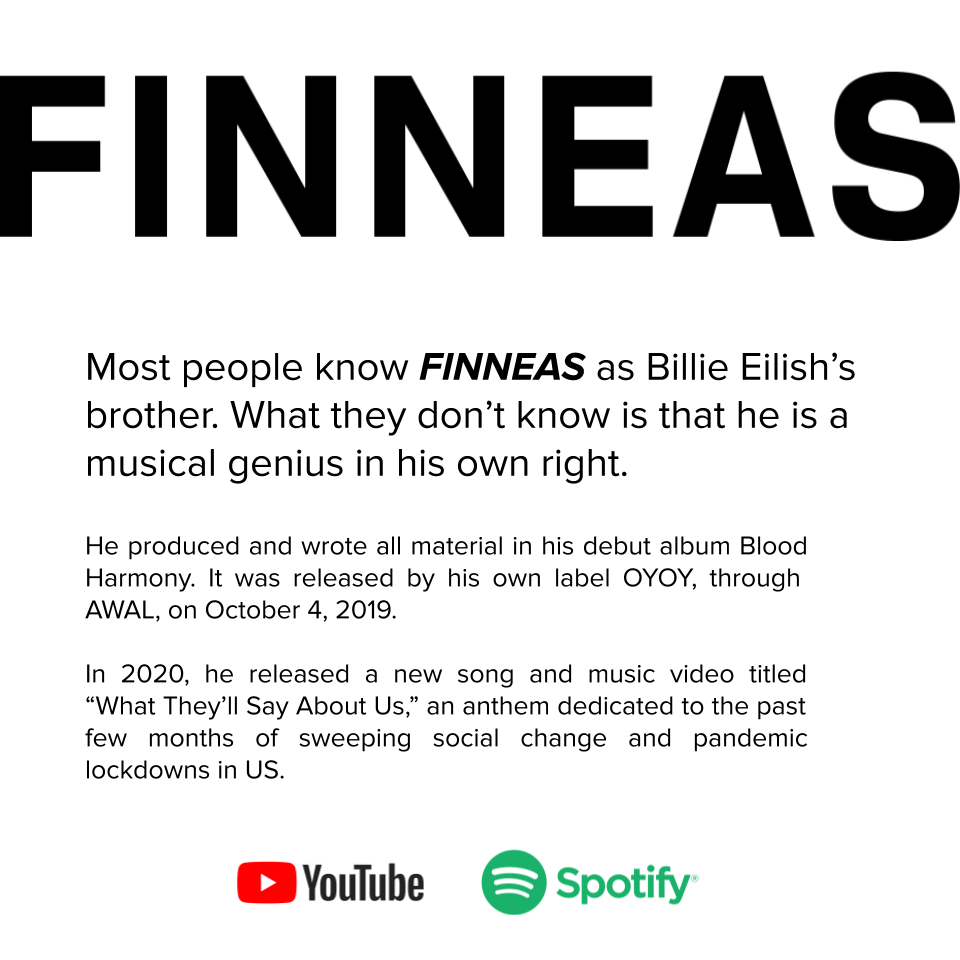 FINNEAS
Most people know FINNEAS as Billie Eilish’s
brother. What they don’t know is that he is a
musical genius in his own right.
He produced and wrote all material in his debut album Blood
Harmony. It was released by his own label OYOY, through
AWAL, on October 4, 2019.
In 2020, he released a new song and music video titled
“What They’ll Say About Us,” an anthem dedicated to the past
few months of sweeping social change and pandemic
lockdowns in US.
YouTube Spotify®